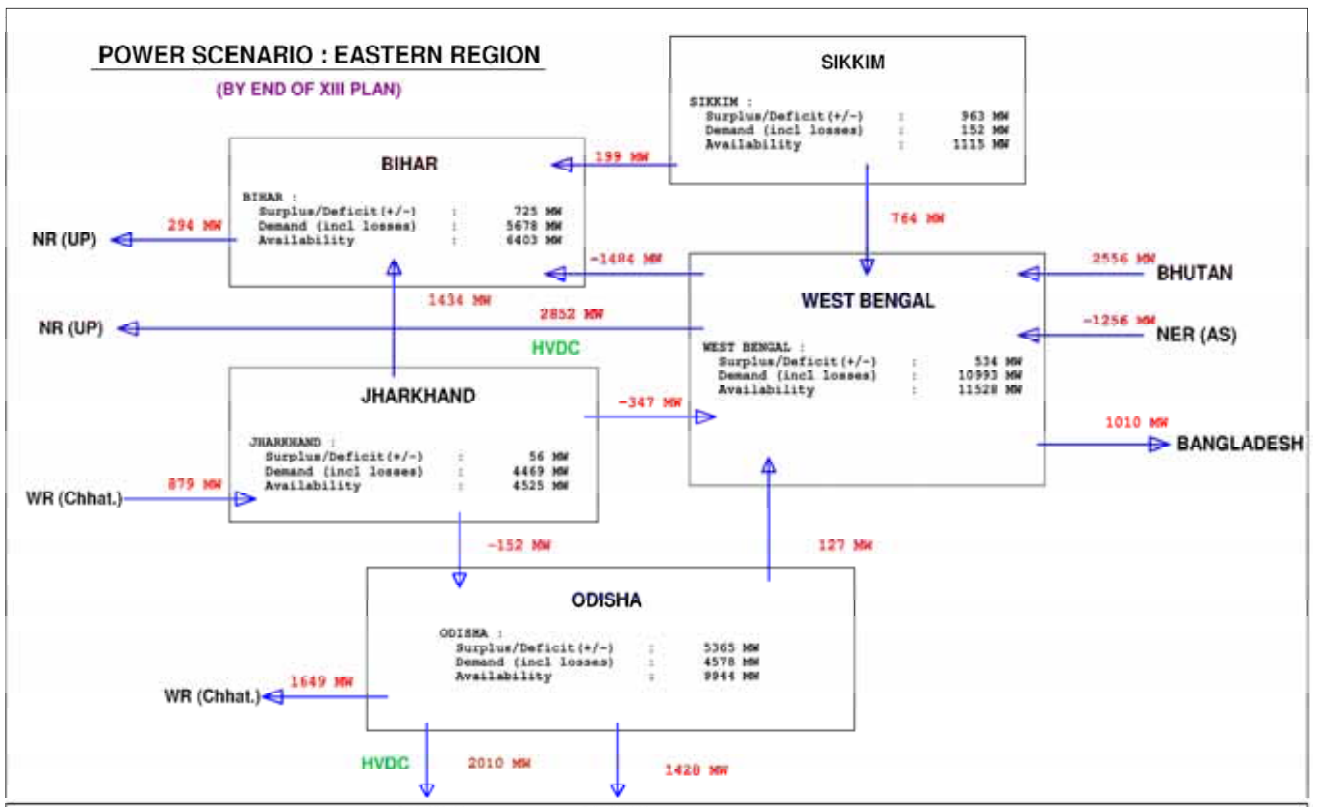 POWER SCENARIO : EASTERN REGION
(BY END OF XIII PLAN)
SIKKIM
SIKKIM :
Surplus/Deficit(+/-) : 963 MW
Demand (incl losses) : 152 MW
Availability : 1115 MW
199 MW
764 MW
BIHAR
BIHAR :
Surplus/Deficit(+/-) : 725 MW
Demand (incl losses) : 5678 MW
Availability : 6403 MW
294 MW
NR (UP)
-1484 MW
1434 MW
2852 MW
NR (UP)
HVDC
WEST BENGAL
WEST BENGAL :
Surplus/Deficit(+/-) : 534 MW
Demand (incl losses) : 10993 MW
Availability : 11528 MW
2556 MW
BHUTAN
-1256 MW
NER (AS)
1010 MW
BANGLADESH
JHARKHAND
JHARKHAND :
Surplus/Deficit(+/-) : 56 MW
Demand (incl losses) : 4469 MW
Availability : 4525 MW
-347 MW
879 MW
WR (Chhat.)
-152 MW
127 MW
ODISHA
ODISHA :
Surplus/Deficit(+/-) : 5365 MW
Demand (incl losses) : 4578 MW
Availability : 9944 MW
1649 MW
WR (Chhat.)
HVDC
2010 MW
1428 MW